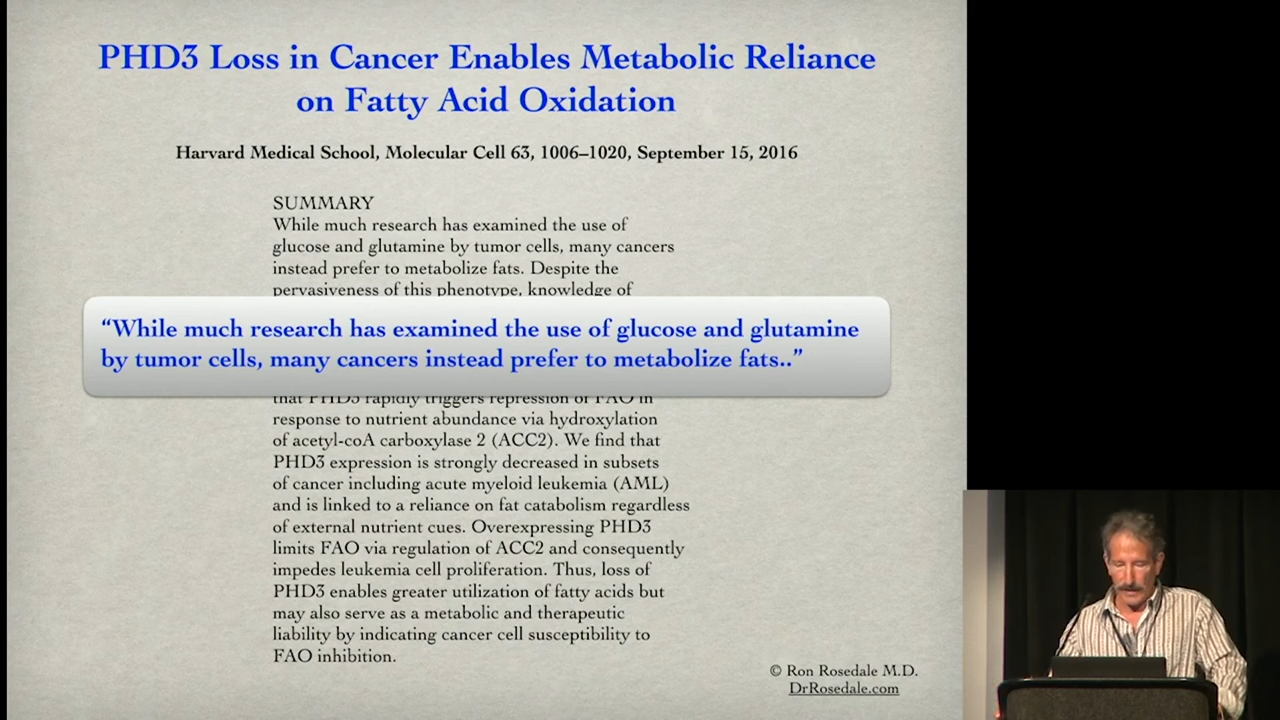 PHD3 Loss in Cancer Enables Metabolic Reliance
on Fatty Acid Oxidation
Harvard Medical School, Molecular Cell 63, 1006–1020, September 15, 2016
SUMMARY
While much research has examined the use of
glucose and glutamine by tumor cells, many cancers
instead prefer to metabolize fats. Despite the
pervasiveness of this phenotype, knowledge of
“While much research has examined the use of glucose and glutamine
by tumor cells, many cancers instead prefer to metabolize fats..”
that PHD3 rapidly triggers repression of FAO in
response to nutrient abundance via hydroxylation
of acetyl-coA carboxylase 2 (ACC2). We find that
PHD3 expression is strongly decreased in subsets
of cancer including acute myeloid leukemia (AML)
and is linked to a reliance on fat catabolism regardless
of external nutrient cues. Overexpressing PHD3
limits FAO via regulation of ACC2 and consequently
impedes leukemia cell proliferation. Thus, loss of
PHD3 enables greater utilization of fatty acids but
may also serve as a metabolic and therapeutic
liability by indicating cancer cell susceptibility to
FAO inhibition.
© Ron Rosedale M.D.
DrRosedale.com